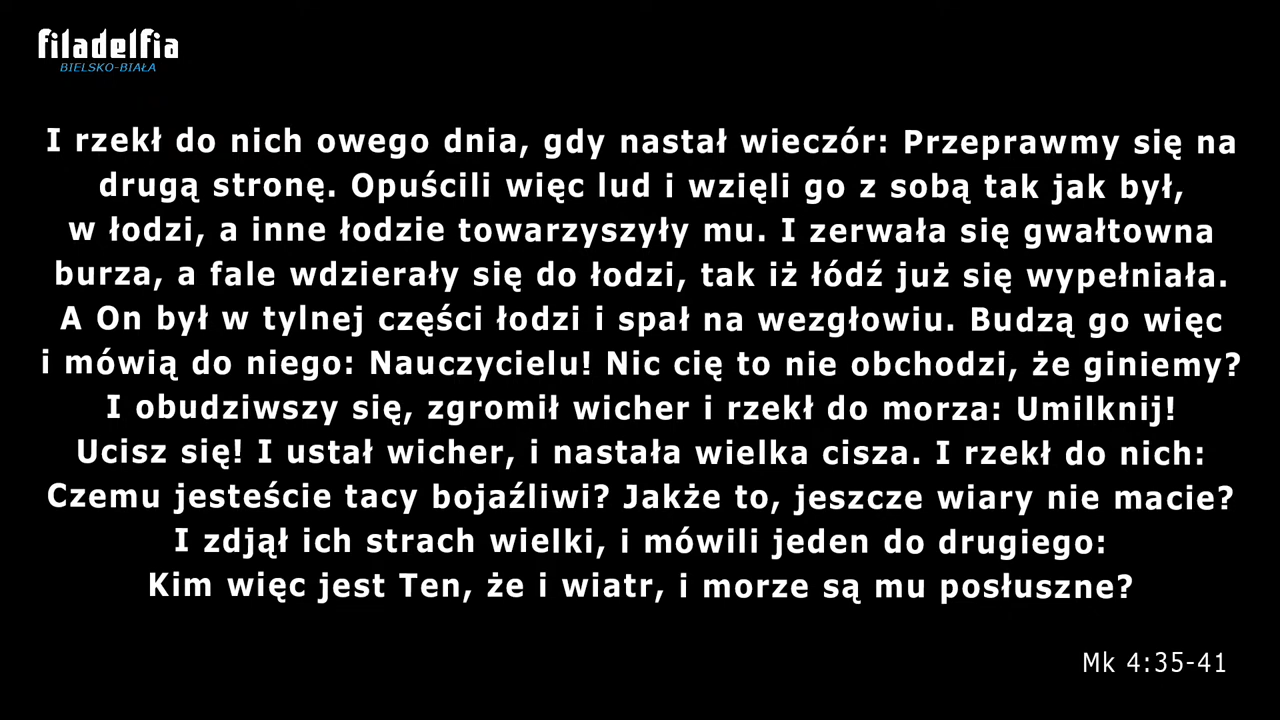 filadelfia
BIELSKO-BIAŁA
I rzekł do nich owego dnia, gdy nastał wieczór: Przeprawmy się na
drugą stronę. Opuścili więc lud i wzięli go z sobą tak jak był,
w łodzi, a inne łodzie towarzyszyły mu. I zerwała się gwałtowna
burza, a fale wdzierały się do łodzi, tak iż łódź już się wypełniała.
A On był w tylnej części łodzi i spał na wezgłowiu. Budzą go więc
i mówią do niego: Nauczycielu! Nic cię to nie obchodzi, że giniemy?
I obudziwszy się, zgromił wicher i rzekł do morza: Umilknij!
Ucisz się! I ustał wicher, i nastała wielka cisza. I rzekł do nich:
Czemu jesteście tacy bojaźliwi? Jakże to, jeszcze wiary nie macie?
I zdjął ich strach wielki, i mówili jeden do drugiego:
Kim więc jest Ten, że i wiatr, i morze są mu posłuszne?
Mk 4:35-41